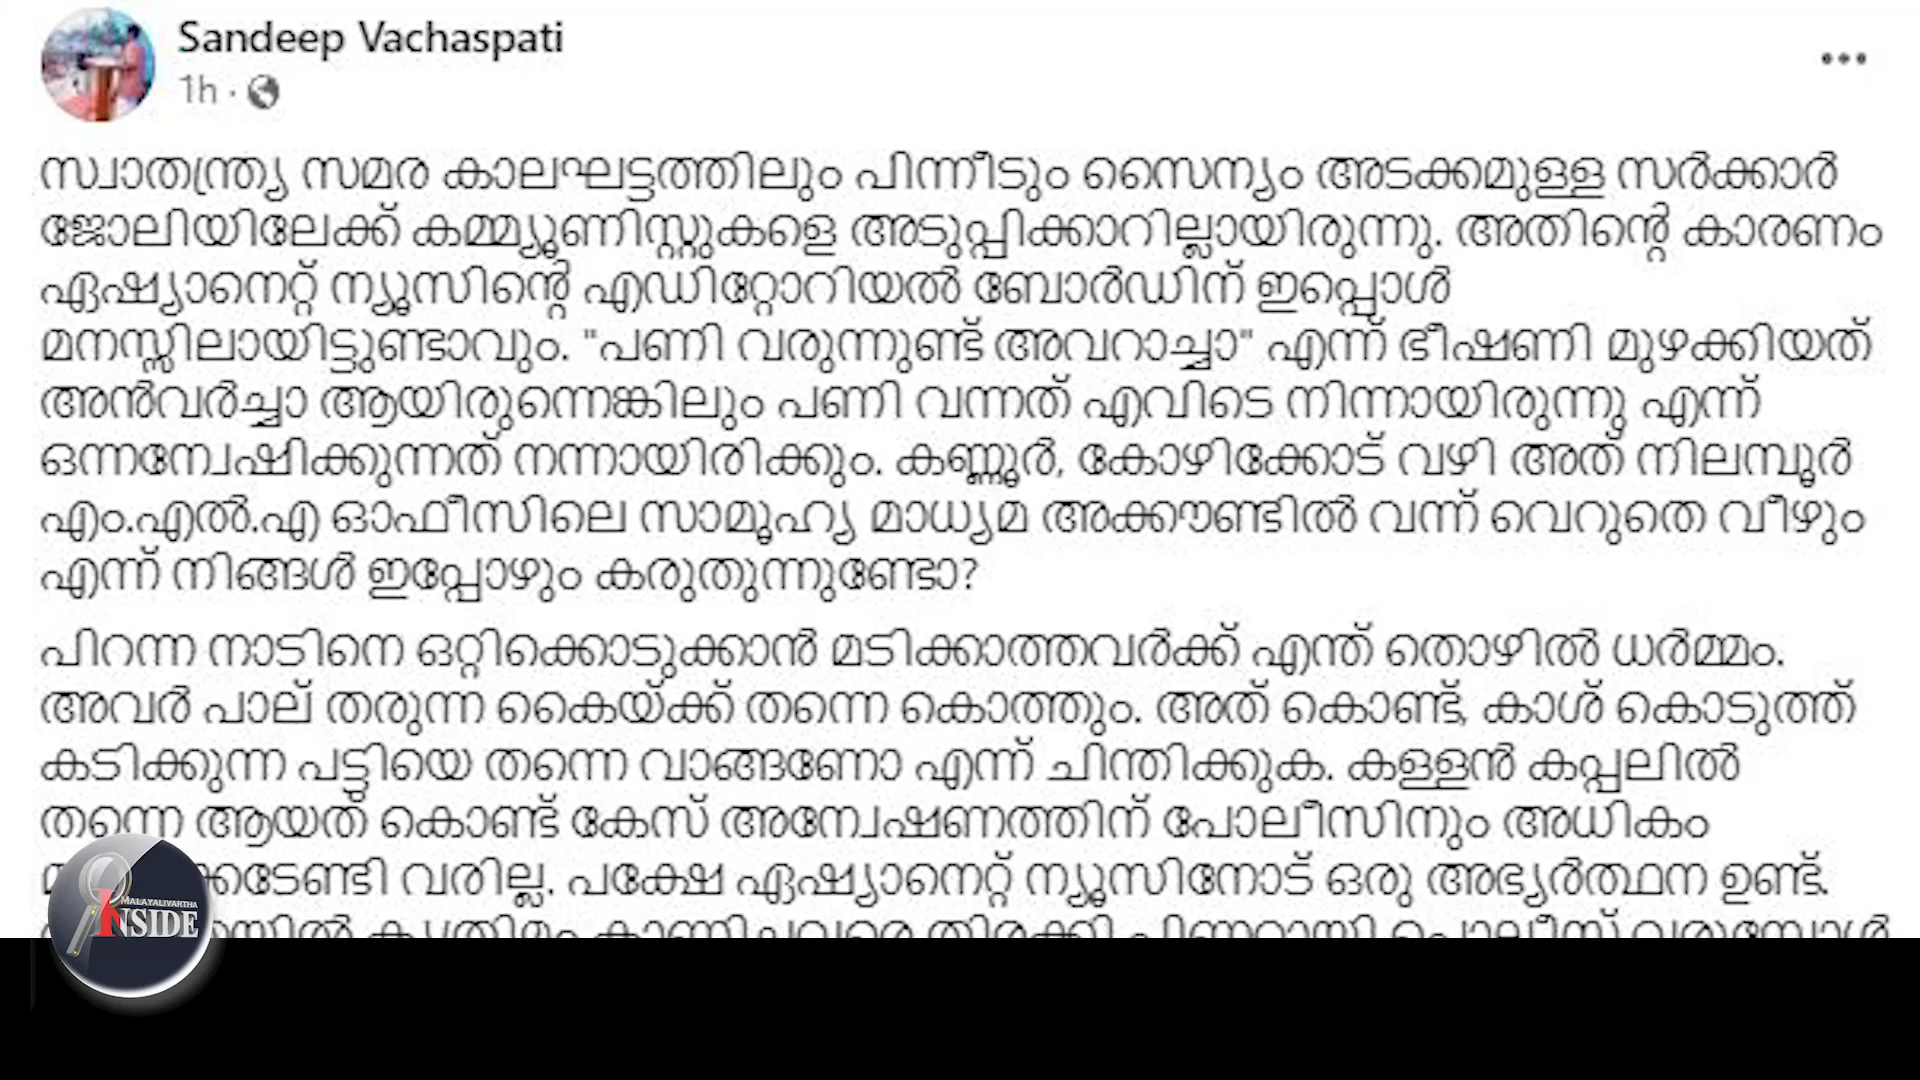 Sandeep Vachaspati
1h
സ്വാതന്ത്ര്യ സമര കാലഘട്ടത്തിലും പിന്നീടും സൈന്യം അടക്കമുള്ള സർക്കാർ
ജോലിയിലേക്ക് കമ്മ്യൂണിസ്റ്റുകളെ അടുപ്പിക്കാറില്ലായിരുന്നു. അതിന്റെ കാരണം
ഏഷ്യാനെറ്റ് ന്യൂസിന്റെ എഡിറ്റോറിയൽ ബോർഡിന് ഇപ്പൊൾ
മനസ്സിലായിട്ടുണ്ടാവും. "പണി വരുന്നുണ്ട് അവറാച്ചാ" എന്ന് ഭീഷണി മുഴക്കിയത്
അൻവർച്ചാ ആയിരുന്നെങ്കിലും പണി വന്നത് എവിടെ നിന്നായിരുന്നു എന്ന്
ഒന്നന്വേഷിക്കുന്നത് നന്നായിരിക്കും. കണ്ണൂർ, കോഴിക്കോട് വഴി അത് നിലമ്പൂർ
എം.എൽ.എ ഓഫീസിലെ സാമൂഹ്യ മാധ്യമ അക്കൗണ്ടിൽ വന്ന് വെറുതെ വീഴും
എന്ന് നിങ്ങൾ ഇപ്പോഴും കരുതുന്നുണ്ടോ?
പിറന്ന നാടിനെ ഒറ്റിക്കൊടുക്കാൻ മടിക്കാത്തവർക്ക് എന്ത് തൊഴിൽ ധർമ്മം.
അവർ പാല് തരുന്ന കൈയ്ക്ക് തന്നെ കൊത്തും. അത് കൊണ്ട്, കാശ് കൊടുത്ത്
കടിക്കുന്ന പട്ടിയെ തന്നെ വാങ്ങണോ എന്ന് ചിന്തിക്കുക. കള്ളൻ കപ്പലിൽ
തന്നെ ആയത് കൊണ്ട് കേസ് അന്വേഷണത്തിന് പോലീസിനും അധികം
വരില്ല. പക്ഷേ ഏഷ്യാനെറ്റ് ന്യൂസിനോട് ഒരു അഭ്യർത്ഥന ഉണ്ട്.
MALAYALIVARTHA
INSIDE